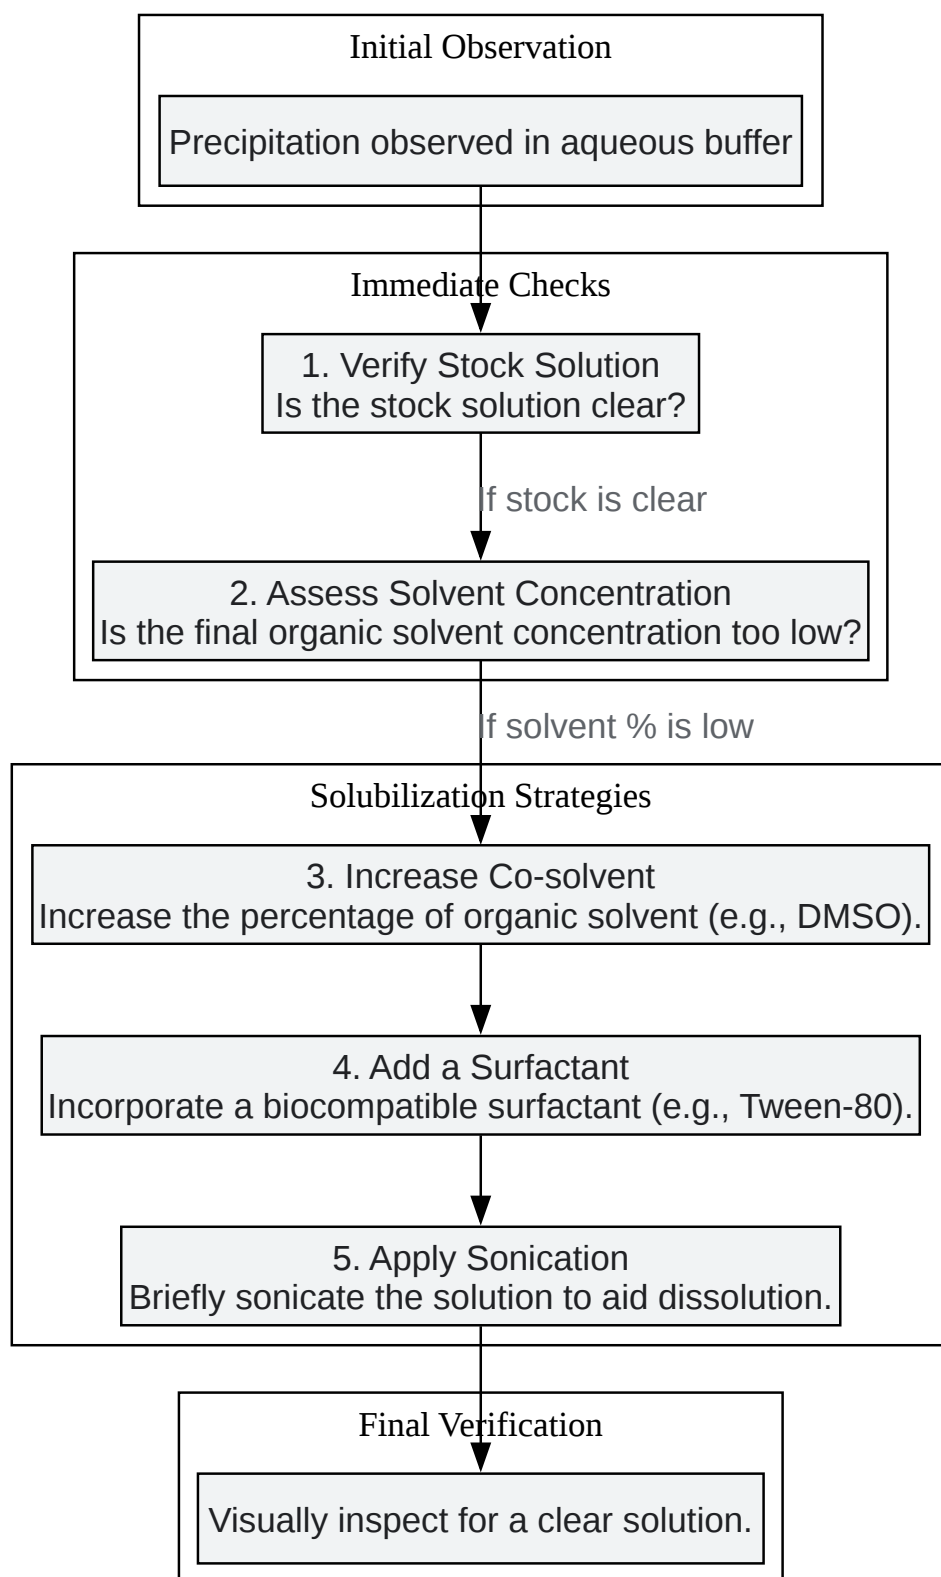 Initial Observation
Precipitation observed in aqueous buffer
Immediate Checks
1. Verify Stock Solution
Is the stock solution clear?
If stock is clear
2. Assess Solvent Concentration
Is the final organic solvent concentration too low?
If solvent % is low
Solubilization Strategies
3. Increase Co-solvent
Increase the percentage of organic solvent (e.g., DMSO).
4. Add a Surfactant
Incorporate a biocompatible surfactant (e.g., Tween-80).
5. Apply Sonication
Briefly sonicate the solution to aid dissolution.
Final Verification
Visually inspect for a clear solution.